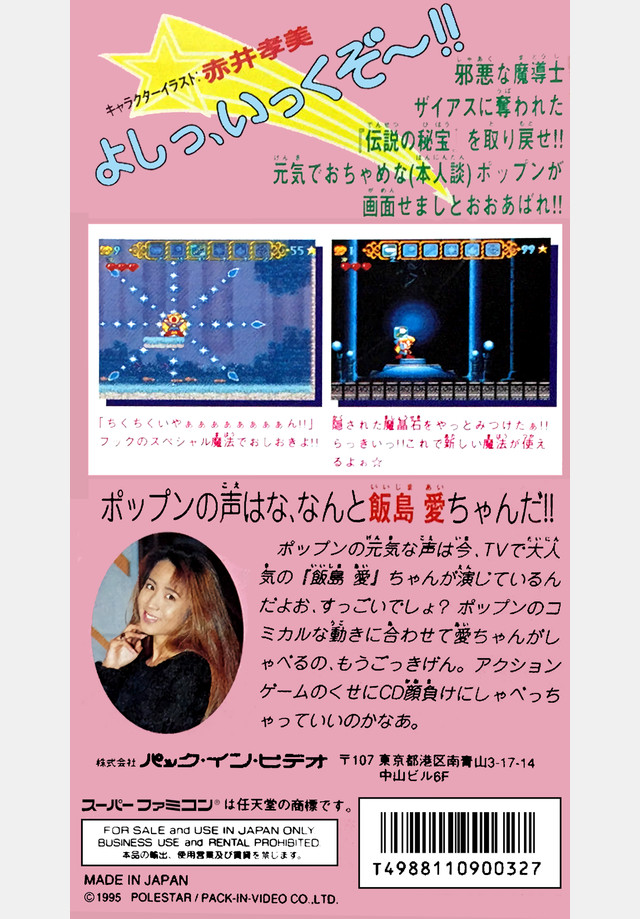 キャラクターイラスト:赤井孝美
よしっ、いっくぞ〜!!
邪悪な魔導士
ザイアスに奪われた
『伝説の秘宝』を取り戻せ!!
元気でおちゃめな(本人談)ポップンが
画面せましとおおあばれ!!
9
55
99
「ちくちくいやぁぁぁぁぁぁぁぁん!!」
フックのスペシャル魔法でおしおきよ!!
隠された魔晶石をやっとみつけたぁ!!
らっきいっ!!これで新しい魔法が使え
るよぉ☆
ポップンの声はな、なんと飯島 愛ちゃんだ!!
ポップンの元気な声は今、TVで大人
気の『飯島 愛』ちゃんが演じているん
だよお、すっごいでしょ? ポップンのコ
ミカルな動きに合わせて愛ちゃんがし
ゃべるの、もうごっきげん。アクション
ゲームのくせにCD顔負けにしゃべっち
ゃっていいのかなあ。
株式会社 パック・イン・ビデオ 〒107 東京都港区南青山3-17-14
中山ビル6F
スーパーファミコン®は任天堂の商標です。
FOR SALE and USE IN JAPAN ONLY
BUSINESS USE and RENTAL PROHIBITED.
本品の輸出、使用営業及び賃貸を禁じます。
T4988110900327
MADE IN JAPAN
©1995 POLESTAR / PACK-IN-VIDEO CO.,LTD.